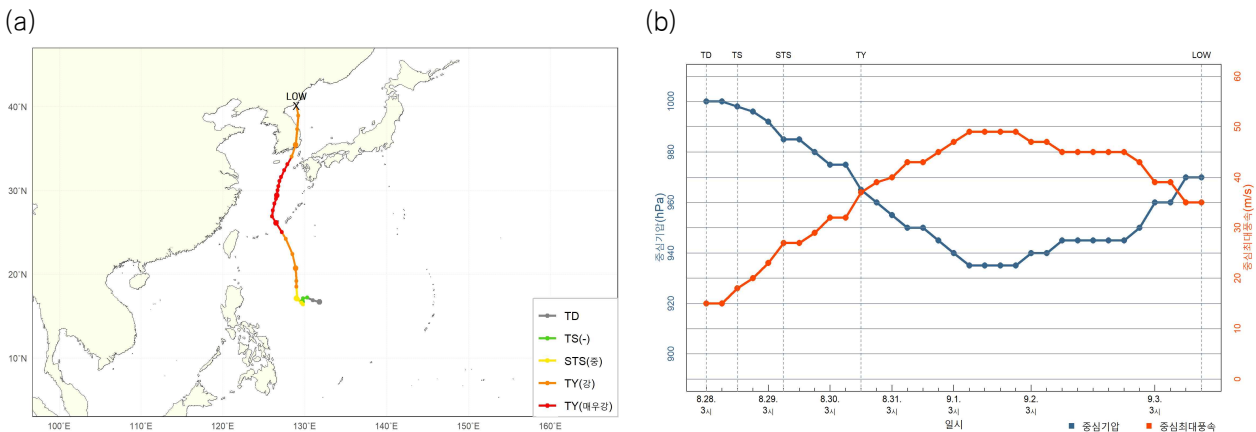 (a)
(b)
LOW
40˚N
30˚N
20˚N
10˚N
100˚E
110˚E
120˚E
130˚E
140˚E
150˚E
160˚E
TD
TS(-)
STS(중)
TY(강)
TY(매우강)
TD
TS
STS
TY
LOW
중심기압(hPa)
1000
980
960
940
920
900
중심최대풍속(m/s)
60
50
40
30
20
10
0
8.28.
3시
8.29.
3시
8.30.
3시
8.31.
3시
9.1.
3시
9.2.
3시
9.3.
3시
일시
중심기압
중심최대풍속